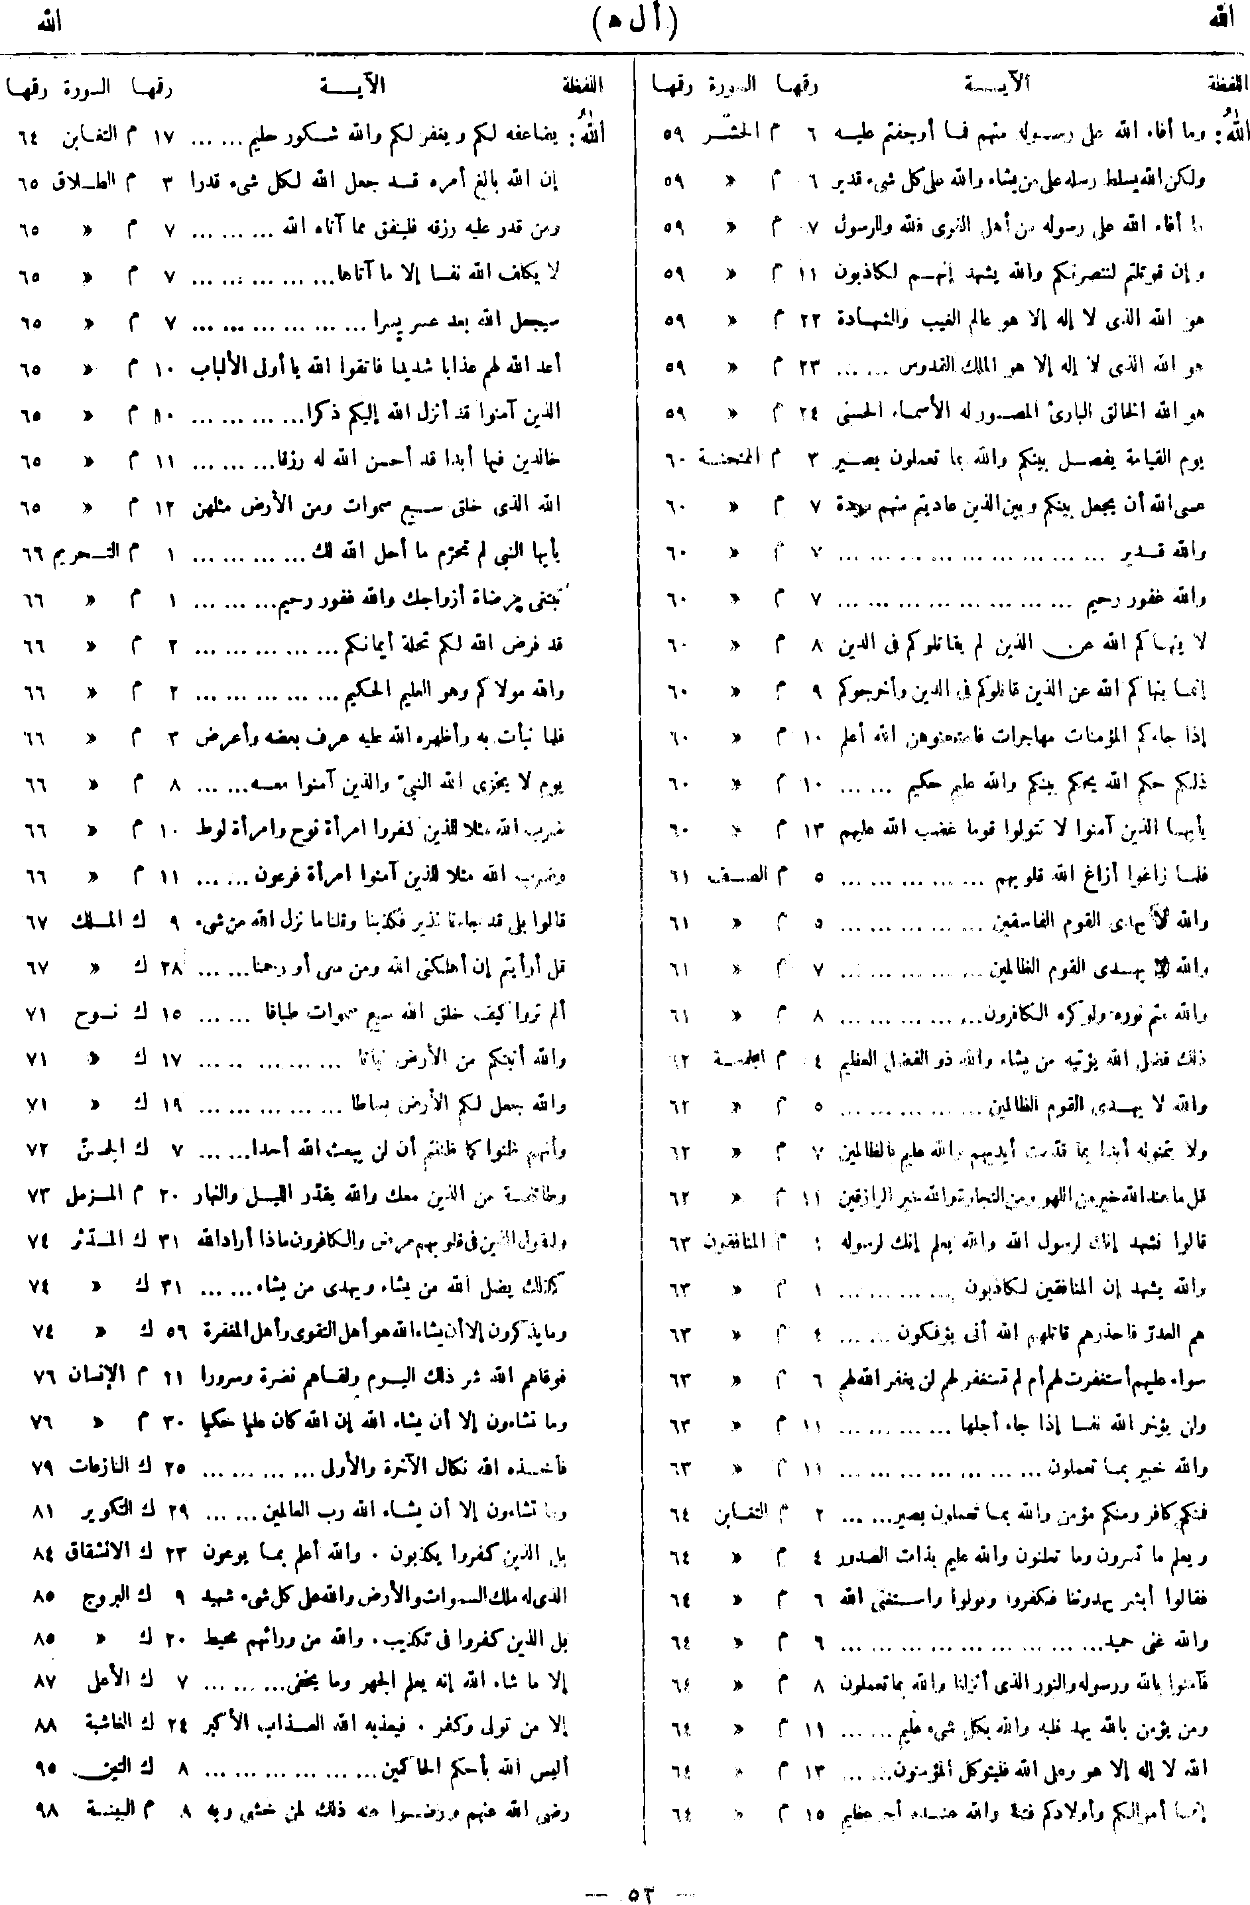 الله (أ ل ه) الله
اللفظة الآيــــة رقمها السورة رقمها
اللهُ: وما أفاء الله على رسوله منهم فما أوجفتم عليه ٦ م الحشر ٥٩
ولكن الله يسلط رسله على من يشاء والله على كل شىء قدير ٦ م » ٥٩
ما أفاء الله على رسوله من أهل القرى فلله وللرسول ٧ م » ٥٩
وإن قوتلتم لننصرنكم والله يشهد إنهم لكاذبون ١١ م » ٥٩
هو الله الذى لا إله إلا هو عالم الغيب والشهادة ٢٢ م » ٥٩
هو الله الذى لا إله إلا هو الملك القدوس ... ... ٢٣ م » ٥٩
هو الله الخالق البارئ المصور له الأسماء الحسنى ٢٤ م » ٥٩
يوم القيامة يفصل بينكم والله بما تعملون بصير ٣ م الممتحنة ٦٠
عسى الله أن يجعل بينكم وبين الذين عاديتم منهم مودة ٧ م » ٦٠
والله قدير ... ... ... ... ... ... ... ... ... ٧ م » ٦٠
والله غفور رحيم ... ... ... ... ... ... ... ... ٧ م » ٦٠
لا ينهاكم الله عن الذين لم يقاتلوكم فى الدين ٨ م » ٦٠
إنما ينهاكم الله عن الذين قاتلوكم فى الدين وأخرجوكم ٩ م » ٦٠
إذا جاءكم المؤمنات مهاجرات فامتحنوهن الله أعلم ١٠ م » ٦٠
ذلكم حكم الله يحكم بينكم والله عليم حكيم ... ... ١٠ م » ٦٠
يأيها الذين آمنوا لا تتولوا قوما غضب الله عليهم ١٣ م » ٦٠
فلما زاغوا أزاغ الله قلوبهم ... ... ... ... ... ٥ م الصف ٦١
والله لا يهدى القوم الفاسقين ... ... ... ... ... ٥ م » ٦١
والله لا يهدى القوم الظالمين ... ... ... ... ... ٧ م » ٦١
والله متم نوره ولو كره الكافرون... ... ... ... ... ٨ م » ٦١
ذلك فضل الله يؤتيه من يشاء والله ذو الفضل العظيم ٤ م الجمعة ٦٢
والله لا يهدى القوم الظالمين... ... ... ... ... ٥ م » ٦٢
ولا يتمنونه أبدا بما قدمت أيديهم والله عليم بالظالمين ٧ م » ٦٢
قل ما عند الله خير من اللهو ومن التجارة والله خير الرازقين ١١ م » ٦٢
قالوا نشهد إنك لرسول الله والله يعلم إنك لرسوله ١ م المنافقون ٦٣
والله يشهد إن المنافقين لكاذبون ... ... ... ... ١ م » ٦٣
هم العدو فاحذرهم قاتلهم الله أنى يؤفكون ... ... ٤ م » ٦٣
سواء عليهم أستغفرت لهم أم لم تستغفر لهم لن يغفر الله لهم ٦ م » ٦٣
ولن يؤخر الله نفسا إذا جاء أجلها ... ... ... ... ١١ م » ٦٣
والله خبير بما تعملون ... ... ... ... ... ... ... ١١ م » ٦٣
فمنكم كافر ومنكم مؤمن والله بما تعملون بصير... ... ٢ م التغابن ٦٤
ويعلم ما تسرون وما تعلنون والله عليم بذات الصدور ٤ م » ٦٤
فقالوا أبشر يهدوننا فكفروا وتولوا واستغنى الله ٦ م » ٦٤
والله غنى حميد... ... ... ... ... ... ... ... ... ٦ م » ٦٤
فآمنوا بالله ورسوله والنور الذى أنزلنا والله بما تعملون ٨ م » ٦٤
ومن يؤمن بالله يهد قلبه والله بكل شىء عليم ... ... ١١ م » ٦٤
الله لا إله إلا هو وعلى الله فليتوكل المؤمنون... ... ١٣ م » ٦٤
إنما أموالكم وأولادكم فتنة والله عنده أجر عظيم ١٥ م » ٦٤
اللفظة الآيــــة رقمها السورة رقمها
اللهُ: يضاعفه لكم ويغفر لكم والله شكور حليم ... ... ١٧ م التغابن ٦٤
إن الله بالغ أمره قد جعل الله لكل شىء قدرا ٣ م الطلاق ٦٥
ومن قدر عليه رزقه فلينفق مما آتاه الله ... ... ... ٧ م » ٦٥
لا يكلف الله نفسا إلا ما آتاها... ... ... ... ... ٧ م » ٦٥
سيجعل الله بعد عسر يسرا ... ... ... ... ... ... ٧ م » ٦٥
أعد الله لهم عذابا شديدا فاتقوا الله يا أولى الألباب ١٠ م » ٦٥
الذين آمنوا قد أنزل الله إليكم ذكرا... ... ... ... ١٠ م » ٦٥
خالدين فيها أبدا قد أحسن الله له رزقا... ... ... ١١ م » ٦٥
الله الذى خلق سبع سموات ومن الأرض مثلهن ١٢ م » ٦٥
يأيها النبي لم تحرّم ما أحل الله لك ... ... ... ... ١ م التحريم ٦٦
تبتغى مرضاة أزواجك والله غفور رحيم... ... ... ١ م » ٦٦
قد فرض الله لكم تحلة أيمانكم ... ... ... ... ... ٢ م » ٦٦
والله مولاكم وهو العليم الحكيم ... ... ... ... ... ٢ م » ٦٦
فلما نبأت به وأظهره الله عليه عرف بعضه وأعرض ٣ م » ٦٦
يوم لا يخزى الله النبىّ والذين آمنوا معه... ... ٨ م » ٦٦
ضرب الله مثلا للذين كفروا امرأة نوح وامرأة لوط ١٠ م » ٦٦
وضرب الله مثلا للذين آمنوا امرأة فرعون ... ... ١١ م » ٦٦
قالوا بلى قد جاءنا نذير فكذبنا وقلنا ما نزل الله من شىء ٩ ك الملك ٦٧
قل أرأيتم إن أهلكنى الله ومن معى أو رحمنا... ... ٢٨ ك » ٦٧
ألم تروا كيف خلق الله سبع سموات طباقا ... ... ١٥ ك نوح ٧١
والله أنبتكم من الأرض نباتا ... ... ... ... ... ١٧ ك » ٧١
والله جعل لكم الأرض بساطا ... ... ... ... ... ١٩ ك » ٧١
وأنهم ظنوا كما ظننتم أن لن يبعث الله أحدا... ... ٧ ك الجن ٧٢
وطائفة من الذين معك والله يقدّر الليل والنهار ٢٠ م المزمل ٧٣
وليقول الذين فى قلوبهم مرض والكافرون ماذا أراد الله ٣١ ك المدثر ٧٤
كذلك يضل الله من يشاء ويهدى من يشاء... ... ٣١ ك » ٧٤
وما يذكرون إلا أن يشاء الله هو أهل التقوى وأهل المغفرة ٥٦ ك » ٧٤
فوقاهم الله شر ذلك اليوم ولقاهم نضرة وسرورا ١١ م الإنسان ٧٦
وما تشاءون إلا أن يشاء الله إن الله كان عليما حكيما ٣٠ م » ٧٦
فأخذه الله نكال الآخرة والأولى ... ... ... ... ٢٥ ك النازعات ٧٩
وما تشاءون إلا أن يشاء الله رب العالمين ... ... ٢٩ ك التكوير ٨١
بل الذين كفروا يكذبون . والله أعلم بما يوعون ٢٣ ك الانشقاق ٨٤
الذى له ملك السموات والأرض والله على كل شىء شهيد ٩ ك البروج ٨٥
بل الذين كفروا فى تكذيب . والله من ورائهم محيط ٢٠ ك » ٨٥
إلا ما شاء الله إنه يعلم الجهر وما يخفى... ... ... ٧ ك الأعلى ٨٧
إلا من تولى وكفر . فيعذبه الله العذاب الأكبر ٢٤ ك الغاشية ٨٨
أليس الله بأحكم الحاكمين ... ... ... ... ... ... ٨ ك التين ٩٥
رضى الله عنهم ورضوا عنه ذلك لمن خشى ربه ٨ م البينة ٩٨
— ٥٣ —